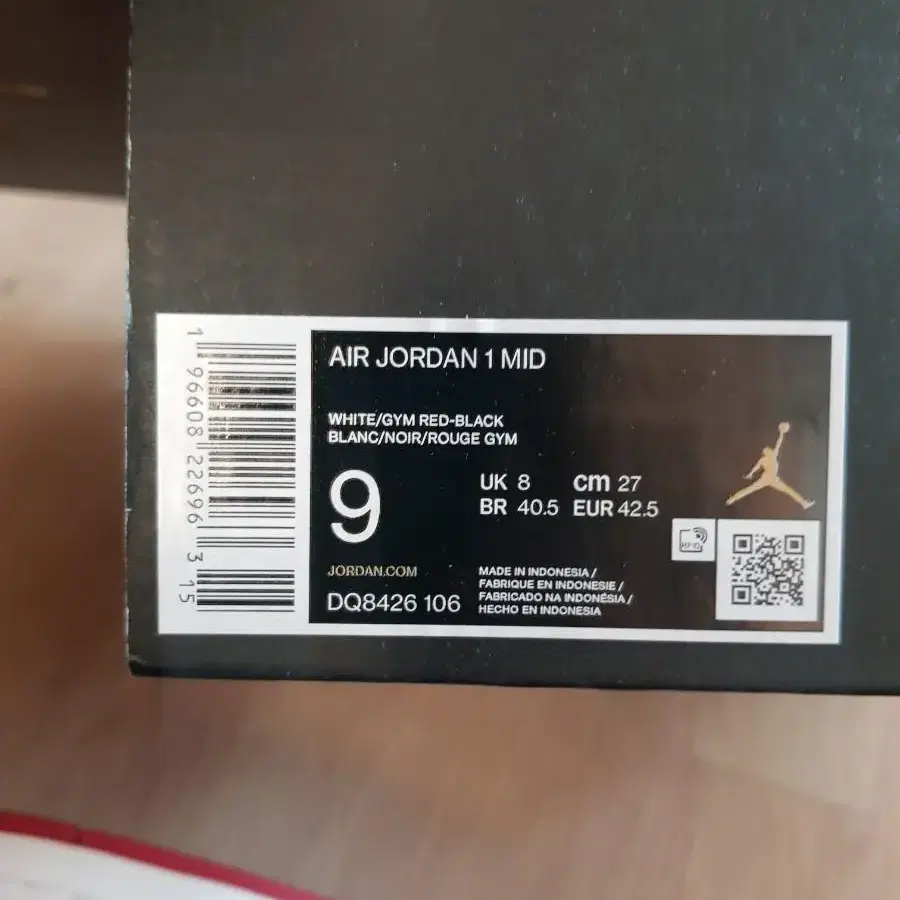 AIR JORDAN 1 MID
WHITE/GYM RED-BLACK
BLANC/NOIR/ROUGE GYM
9
UK 8 cm 27
BR 40.5 EUR 42.5
JORDAN.COM
DQ8426 106
MADE IN INDONESIA /
FABRIQUE EN INDONESIE /
FABRICADO NA INDONÉSIA /
HECHO EN INDONESIA
RFID
1 96608 22696 3 15